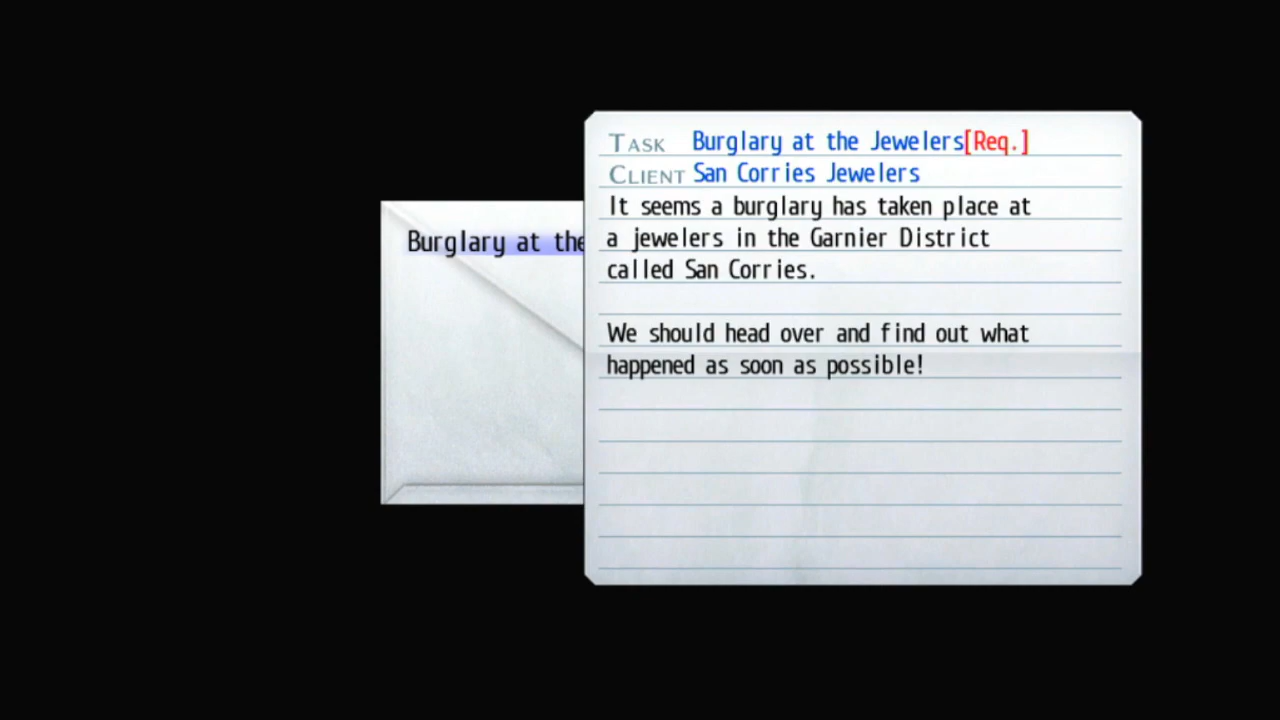 Burglary at the
TASK Burglary at the Jewelers[Req.]
CLIENT San Corries Jewelers
It seems a burglary has taken place at
a jewelers in the Garnier District
called San Corries.
We should head over and find out what
happened as soon as possible!